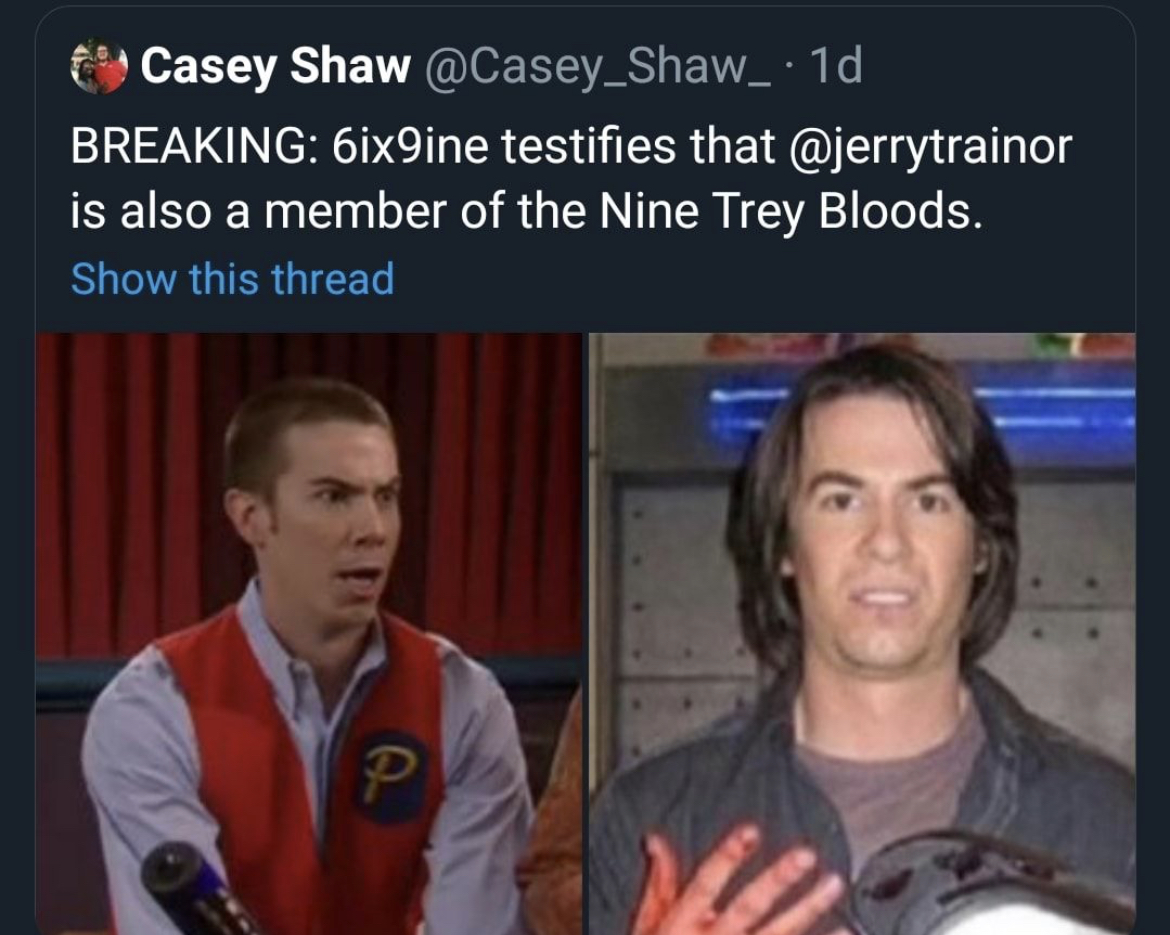 Casey Shaw @Casey_Shaw_ · 1d
BREAKING: 6ix9ine testifies that @jerrytrainor
is also a member of the Nine Trey Bloods.
Show this thread
P